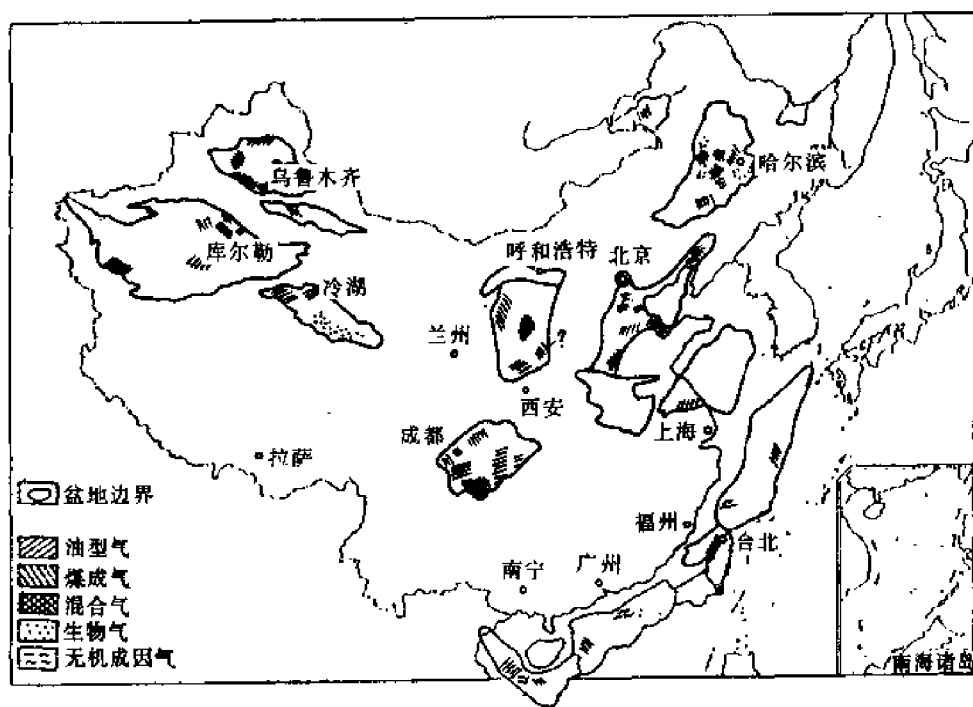 哈尔滨
乌鲁木齐
呼和浩特
北京
库尔勒
冷湖
兰州
?
西安
成都
上海
拉萨
盆地边界
福州
台北
油型气
南宁
广州
煤成气
混合气
生物气
无机成因气
南海诸岛